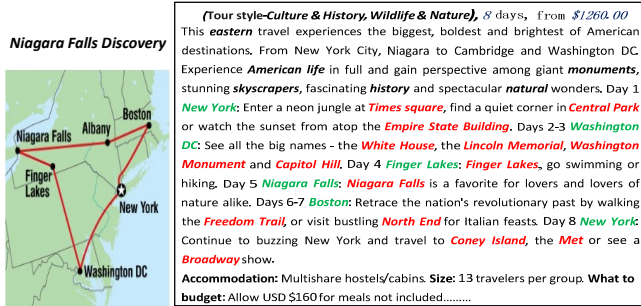 Niagara Falls Discovery
Boston
Albany
Niagara Falls
Finger
Lakes
New York
Washington DC
(Tour style-Culture & History, Wildlife & Nature), 8 days, from $1260.00
This eastern travel experiences the biggest, boldest and brightest of American
destinations. From New York City, Niagara to Cambridge and Washington DC.
Experience American life in full and gain perspective among giant monuments,
stunning skyscrapers, fascinating history and spectacular natural wonders. Day 1
New York: Enter a neon jungle at Times square, find a quiet corner in Central Park
or watch the sunset from atop the Empire State Building. Days 2-3 Washington
DC: See all the big names - the White House, the Lincoln Memorial, Washington
Monument and Capitol Hill. Day 4 Finger Lakes: Finger Lakes, go swimming or
hiking. Day 5 Niagara Falls: Niagara Falls is a favorite for lovers and lovers of
nature alike. Days 6-7 Boston: Retrace the nation's revolutionary past by walking
the Freedom Trail, or visit bustling North End for Italian feasts. Day 8 New York:
Continue to buzzing New York and travel to Coney Island, the Met or see a
Broadway show.
Accommodation: Multishare hostels/cabins. Size: 13 travelers per group. What to
budget: Allow USD $160 for meals not included.........